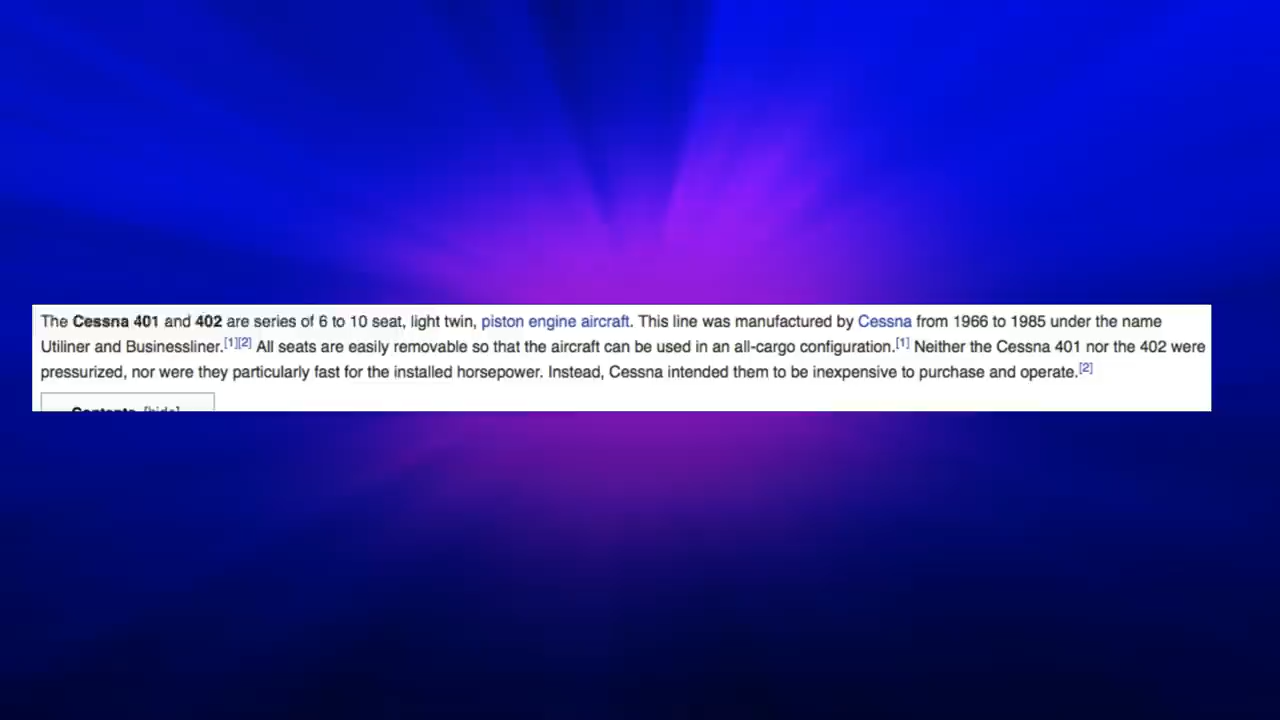 The Cessna 401 and 402 are series of 6 to 10 seat, light twin, piston engine aircraft. This line was manufactured by Cessna from 1966 to 1985 under the name
Utiliner and Businessliner.[1][2] All seats are easily removable so that the aircraft can be used in an all-cargo configuration.[1] Neither the Cessna 401 nor the 402 were
pressurized, nor were they particularly fast for the installed horsepower. Instead, Cessna intended them to be inexpensive to purchase and operate.[2]
Contents [hide]